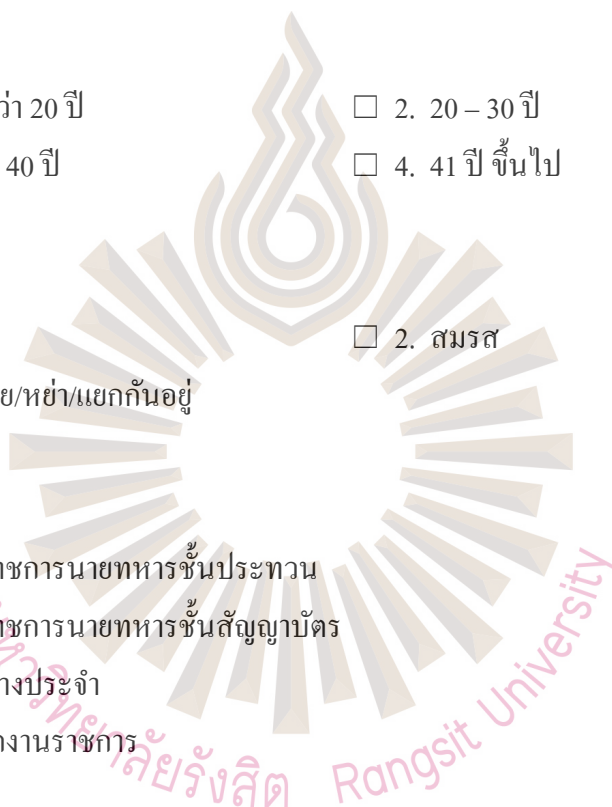 ว่า 20 ปี ☐ 2. 20 – 30 ปี
40 ปี ☐ 4. 41 ปี ขึ้นไป
☐ 2. สมรส
ย/หย่า/แยกกันอยู่
าชการนายทหารชั้นประทวน
าชการนายทหารชั้นสัญญาบัตร
างประจำ
งานราชการ
วิทยาลัยรังสิต Rangsit University